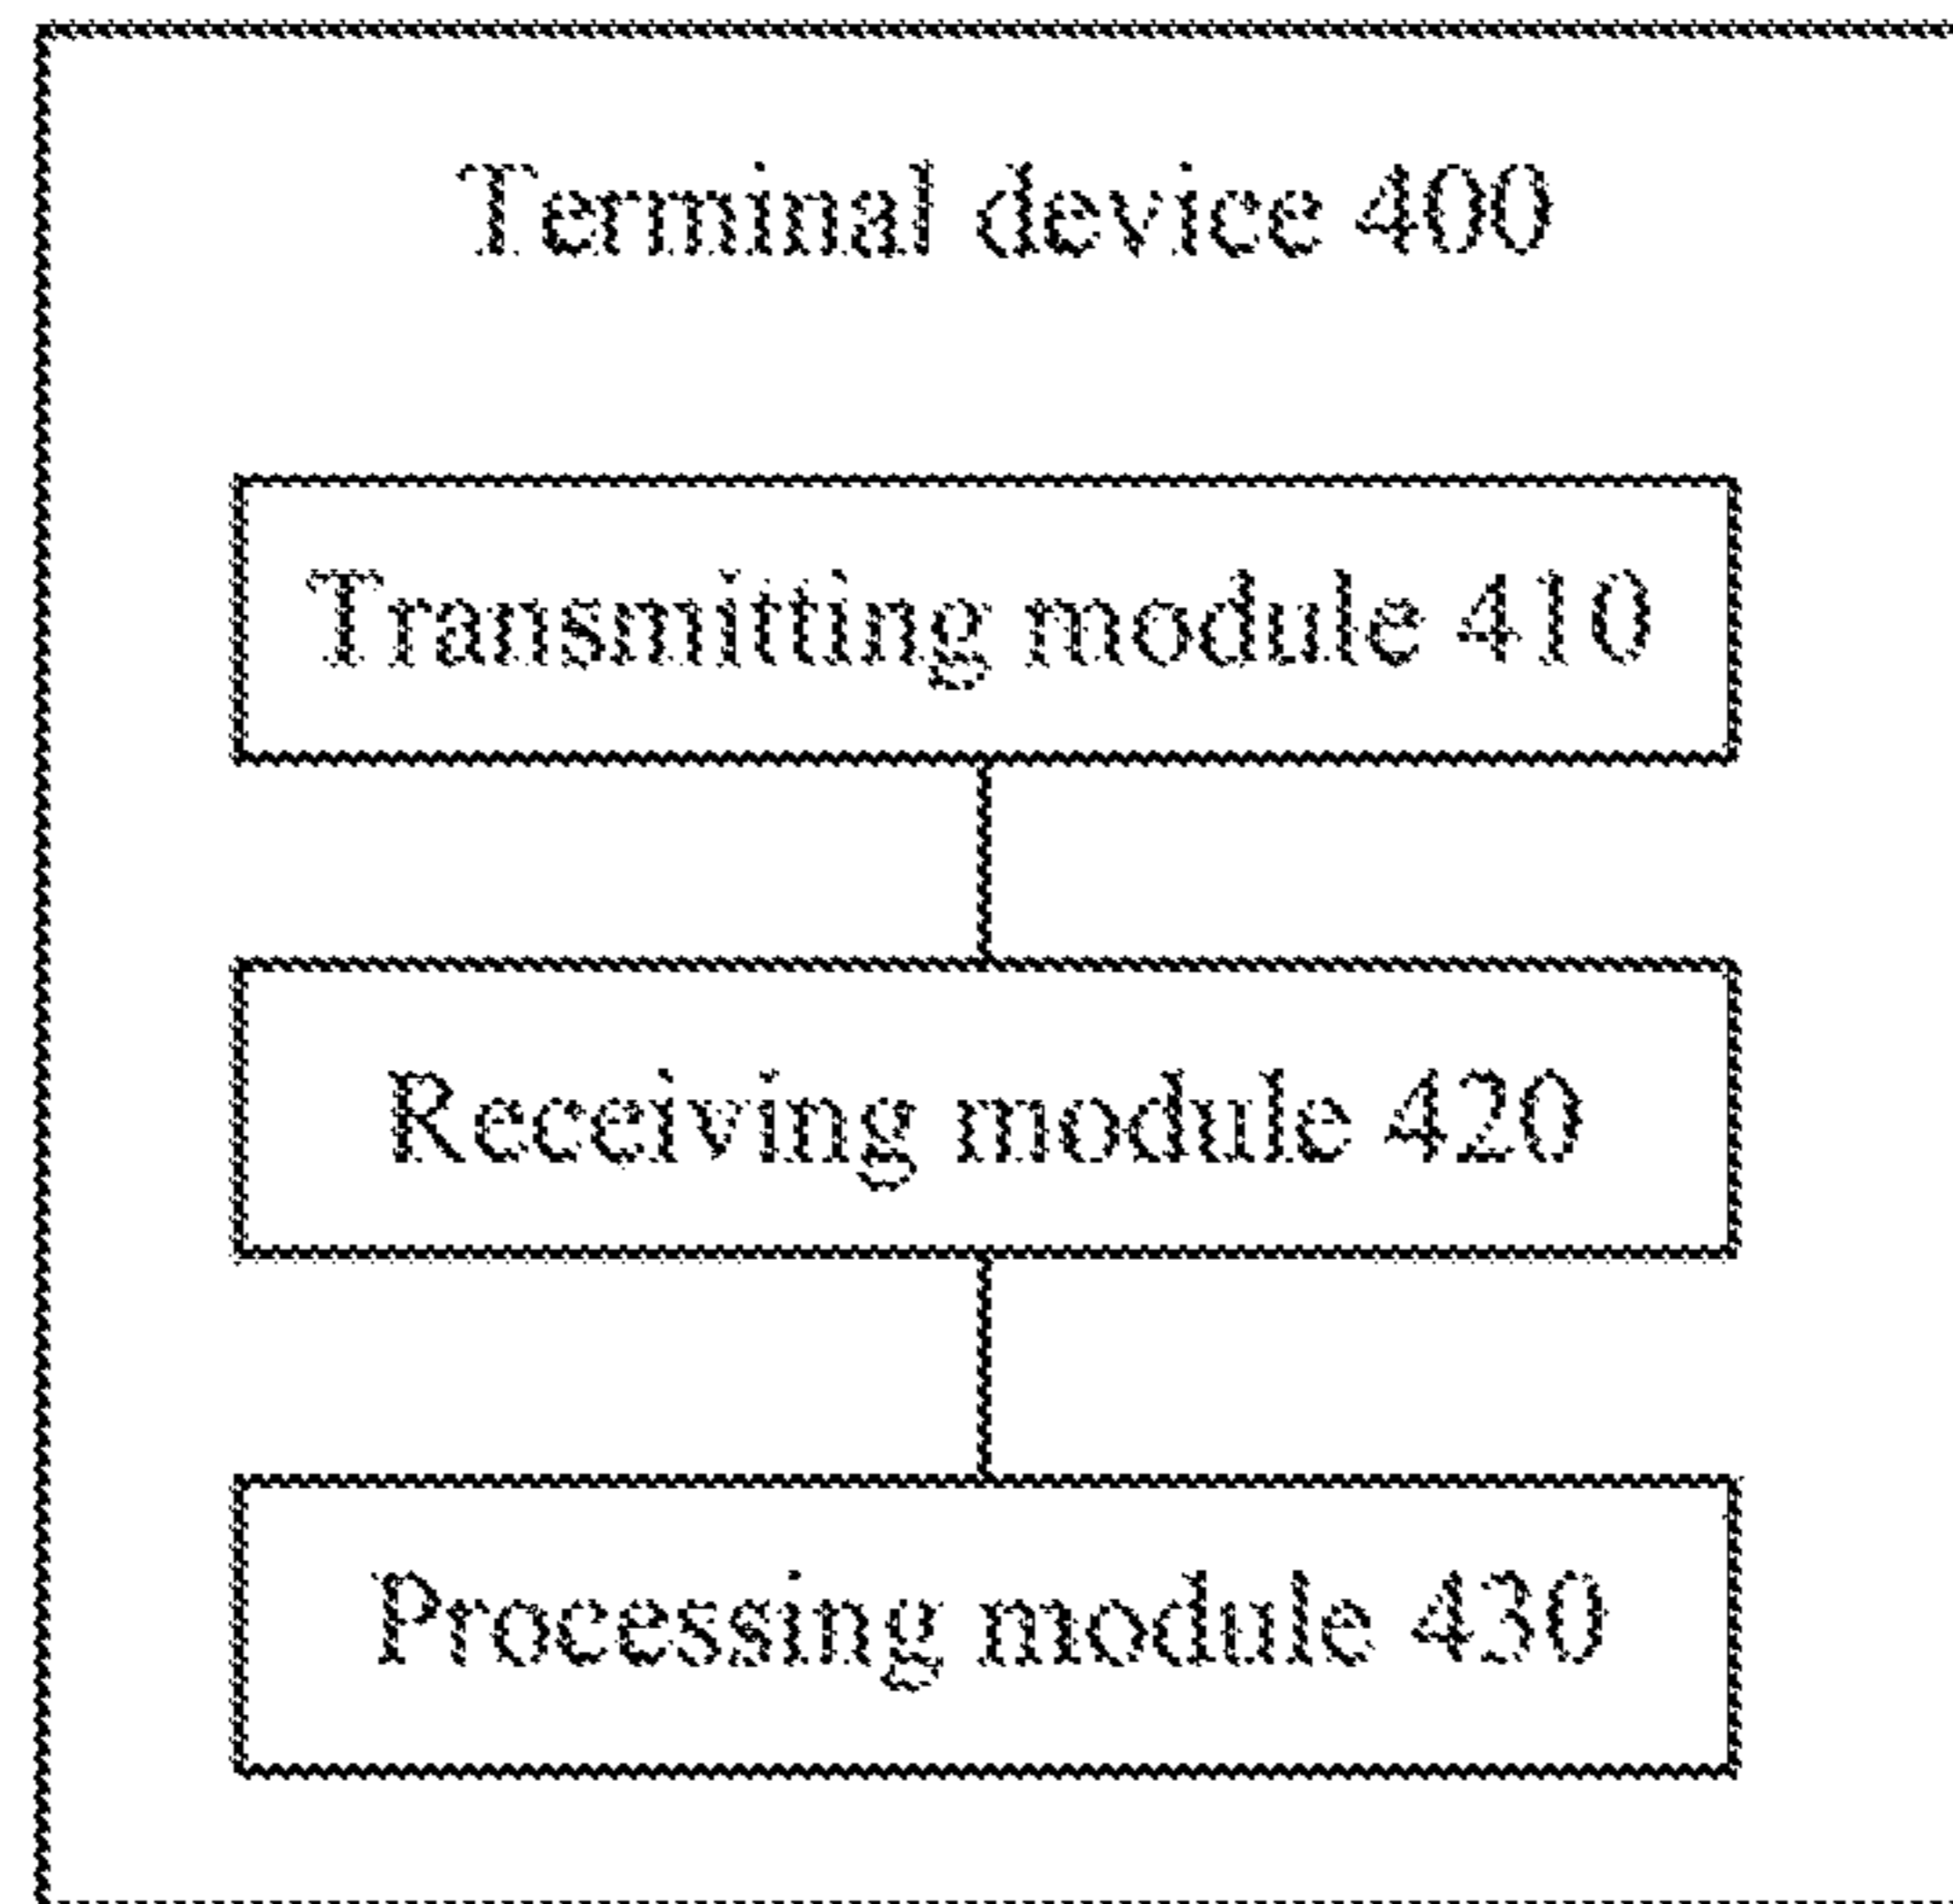 Terminal device 400
Transmitting module 410
Receiving module 420
Processing module 430